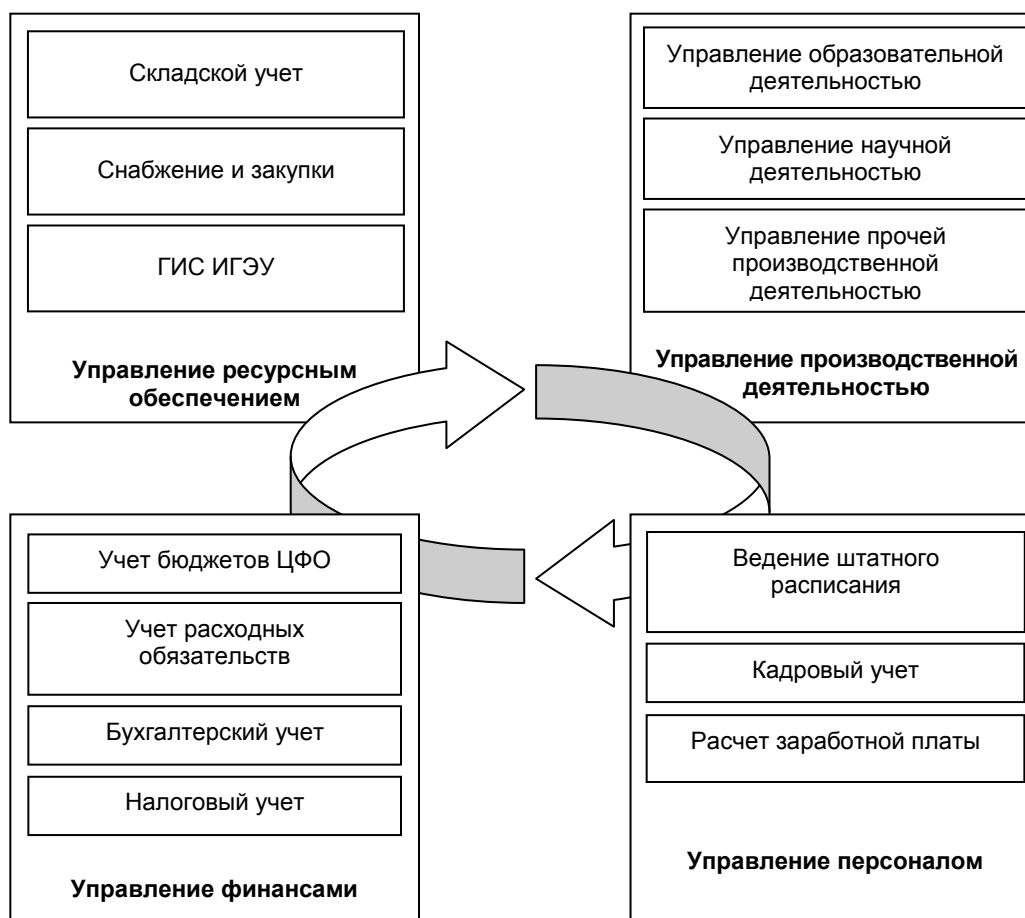 Складской учет
Снабжение и закупки
ГИС ИГЭУ
Управление ресурсным
обеспечением
Управление образовательной
деятельностью
Управление научной
деятельностью
Управление прочей
производственной
деятельностью
Управление производственной
деятельностью
Учет бюджетов ЦФО
Учет расходных
обязательств
Бухгалтерский учет
Налоговый учет
Управление финансами
Ведение штатного
расписания
Кадровый учет
Расчет заработной платы
Управление персоналом